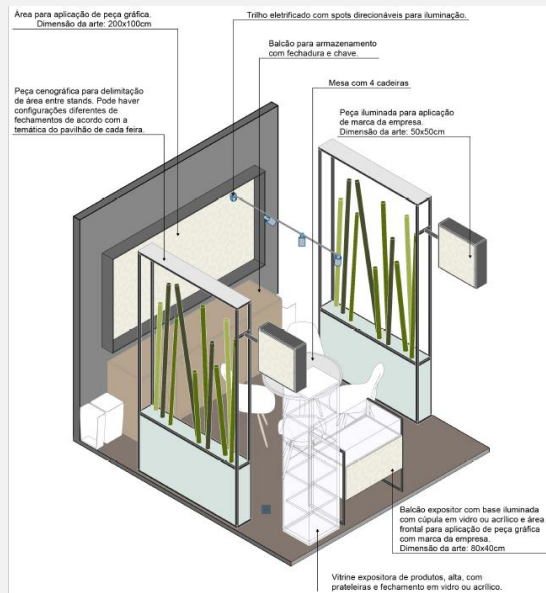 Área para aplicação de peça gráfica.
Dimensão da arte: 200x100cm
Trilho eletrificado com spots direcionáveis para iluminação.
Balcão para armazenamento
com fechadura e chave.
Mesa com 4 cadeiras
Peça cenográfica para delimitação
de área entre stands. Pode haver
configurações diferentes de
fechamentos de acordo com a
temática do pavilhão de cada feira.
Peça iluminada para aplicação
de marca da empresa.
Dimensão da arte: 50x50cm
Balcão expositor com base iluminada
com cúpula em vidro ou acrílico e área
frontal para aplicação de peça gráfica
com marca da empresa.
Dimensão da arte: 80x40cm
Vitrine expositora de produtos, alta, com
prateleiras e fechamento em vidro ou acrílico.